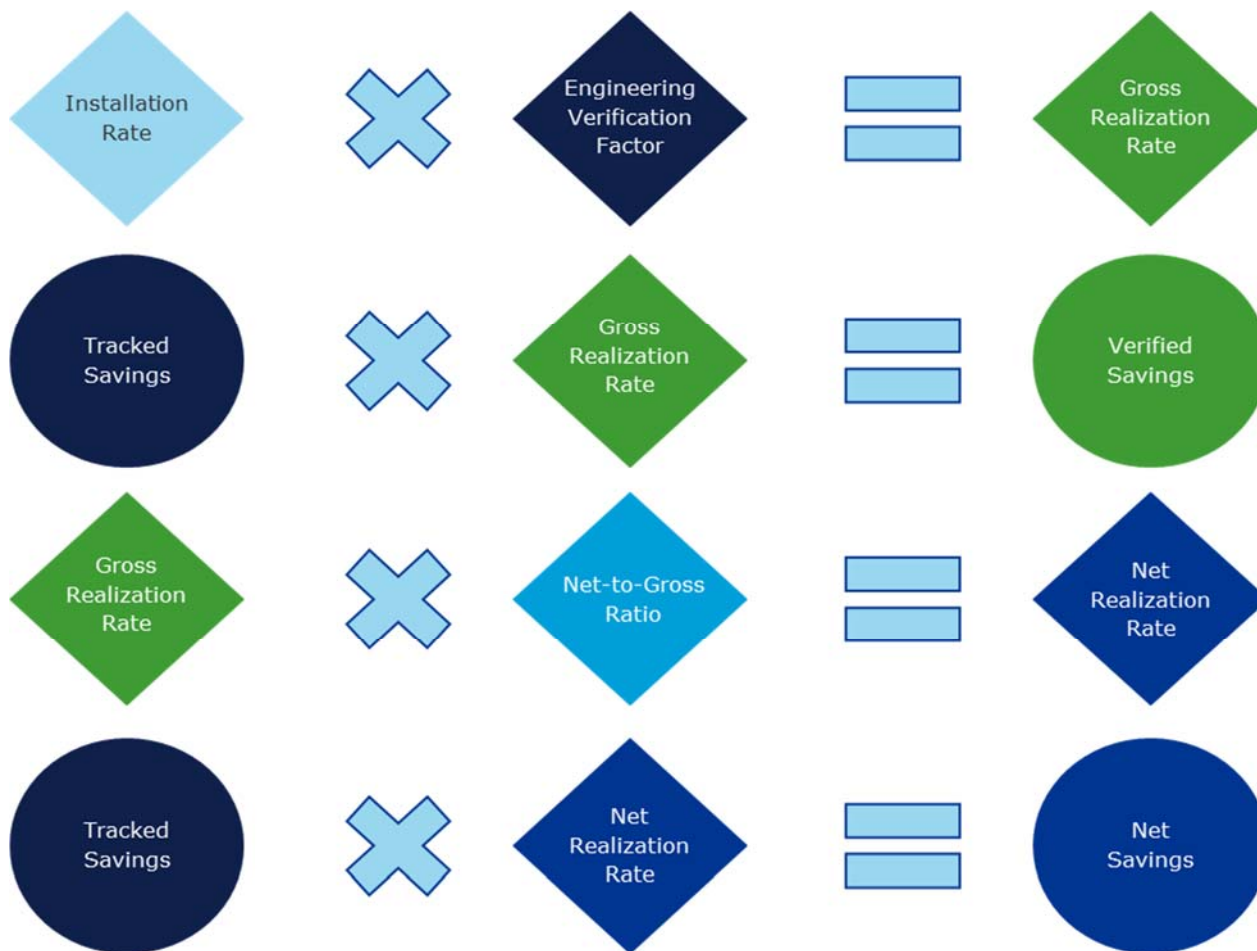 Installation
Rate
Engineering
Verification
Factor
Gross
Realization
Rate
Tracked
Savings
Gross
Realization
Rate
Verified
Savings
Gross
Realization
Rate
Net-to-Gross
Ratio
Net
Realization
Rate
Tracked
Savings
Net
Realization
Rate
Net
Savings